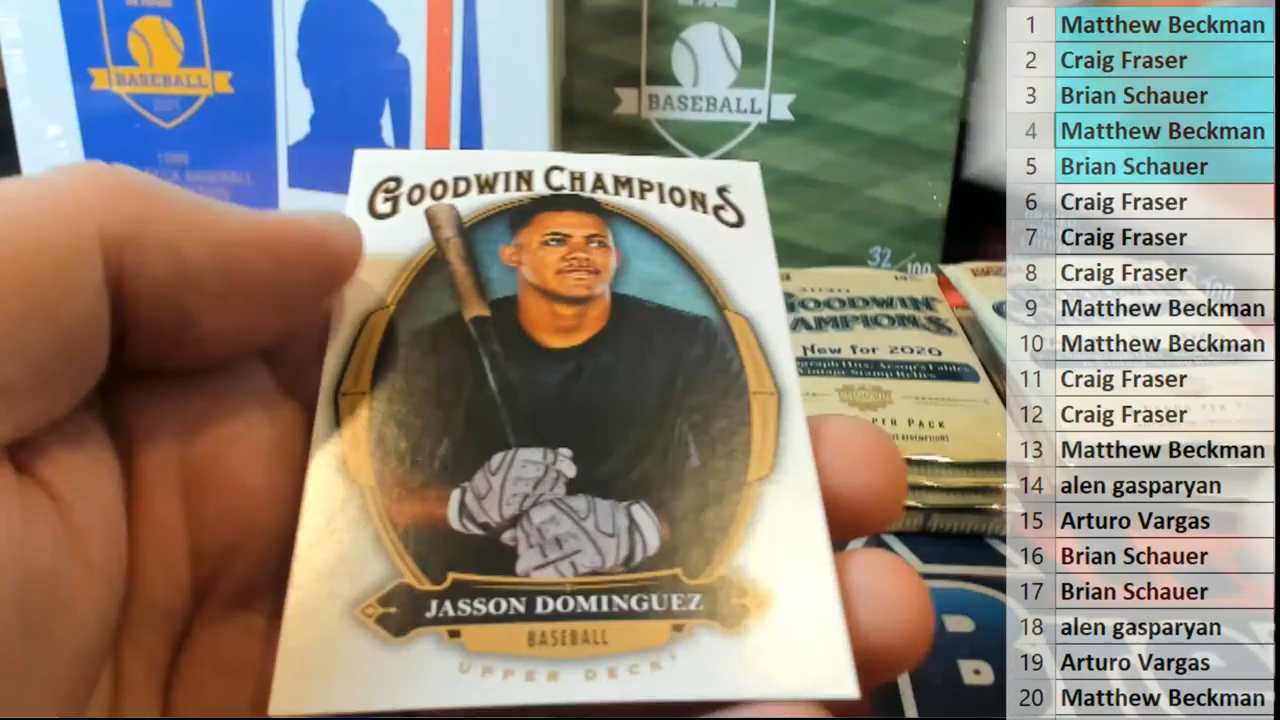 BASEBALL
BASEBALL
32/100
GOODWIN CHAMPIONS
JASSON DOMINGUEZ
BASEBALL
UPPER DECK
2020
GOODWIN
CHAMPIONS
New for 2020
PER PACK
1 Matthew Beckman
2 Craig Fraser
3 Brian Schauer
4 Matthew Beckman
5 Brian Schauer
6 Craig Fraser
7 Craig Fraser
8 Craig Fraser
9 Matthew Beckman
10 Matthew Beckman
11 Craig Fraser
12 Craig Fraser
13 Matthew Beckman
14 alen gasparyan
15 Arturo Vargas
16 Brian Schauer
17 Brian Schauer
18 alen gasparyan
19 Arturo Vargas
20 Matthew Beckman